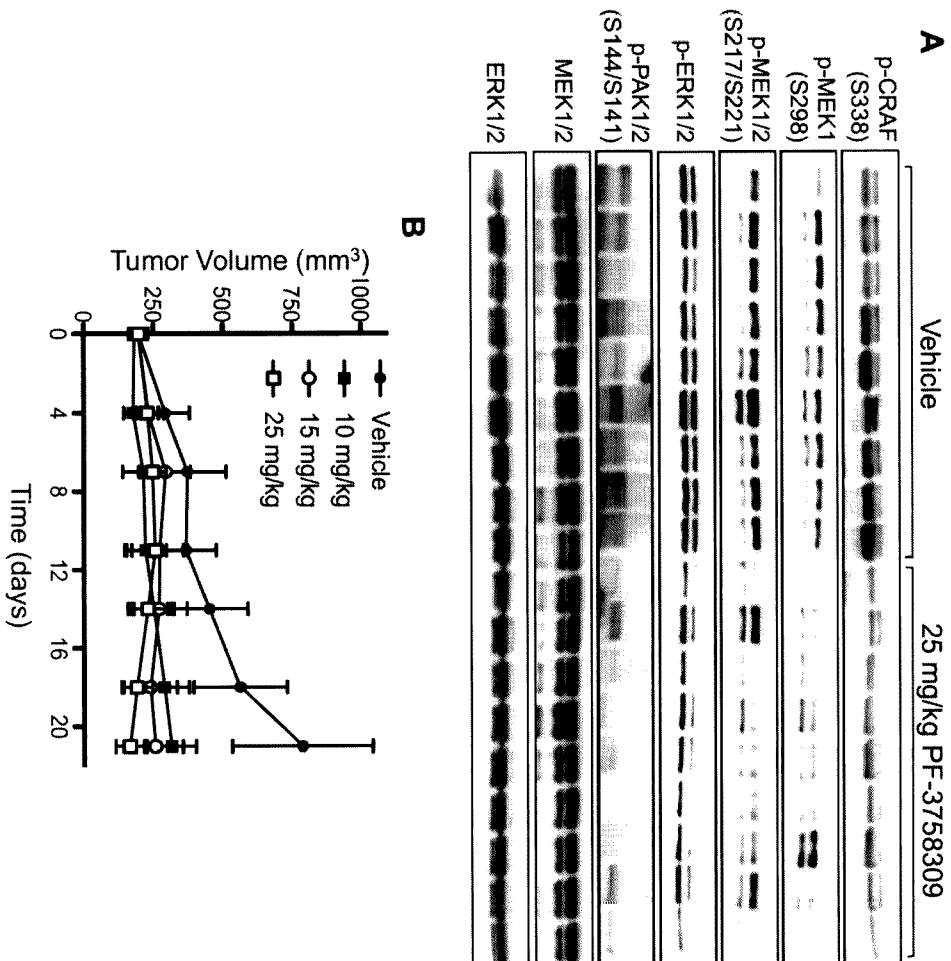 A
Vehicle
25 mg/kg PF-3758309
p-CRAF
(S338)
p-MEK1
(S298)
p-MEK1/2
(S217/S221)
p-ERK1/2
p-PAK1/2
(S144/S141)
MEK1/2
ERK1/2
B
Tumor Volume (mm³)
1000
750
500
250
0
Vehicle
10 mg/kg
15 mg/kg
25 mg/kg
0 4 8 12 16 20
Time (days)